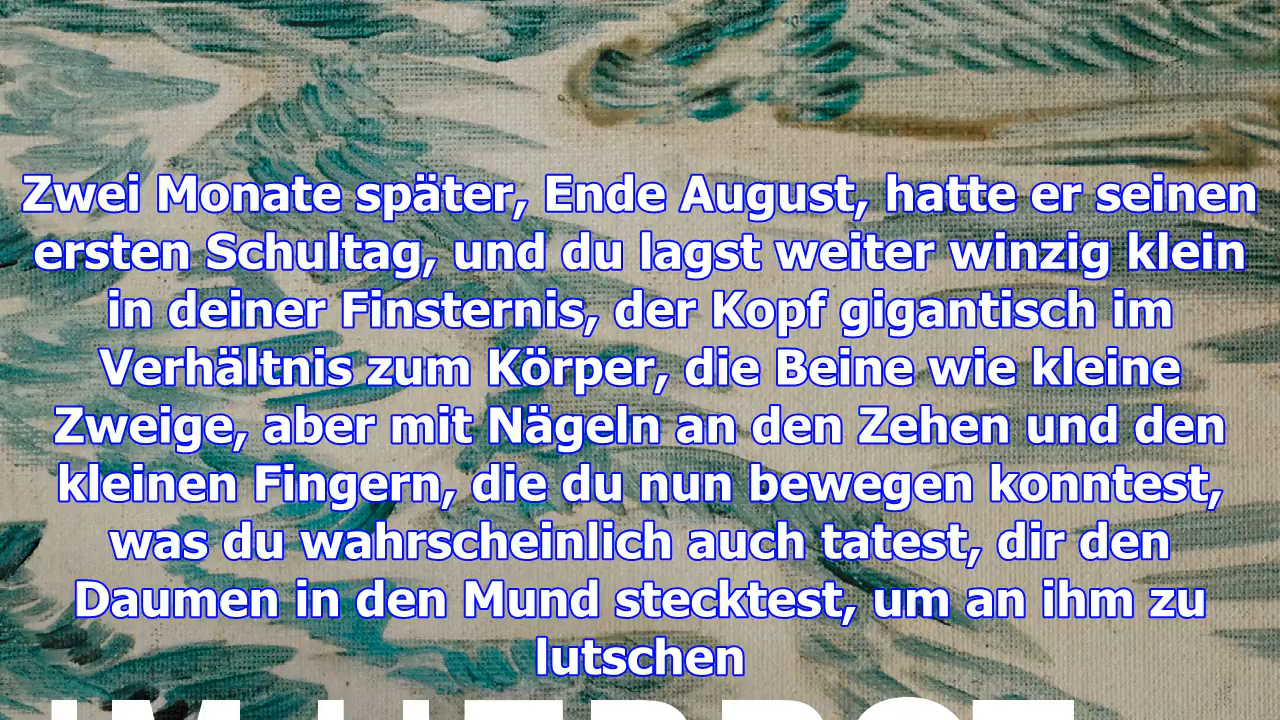 Zwei Monate später, Ende August, hatte er seinen
ersten Schultag, und du lagst weiter winzig klein
in deiner Finsternis, der Kopf gigantisch im
Verhältnis zum Körper, die Beine wie kleine
Zweige, aber mit Nägeln an den Zehen und den
kleinen Fingern, die du nun bewegen konntest,
was du wahrscheinlich auch tatest, dir den
Daumen in den Mund stecktest, um an ihm zu
lutschen
IM HERBST